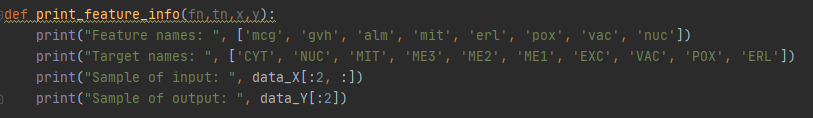 def print_feature_info(fn,tn,x,y):
    print("Feature names: ", ['mcg', 'gvh', 'alm', 'mit', 'erl', 'pox', 'vac', 'nuc'])
    print("Target names: ", ['CYT', 'NUC', 'MIT', 'ME3', 'ME2', 'ME1', 'EXC', 'VAC', 'POX', 'ERL'])
    print("Sample of input: ", data_X[:2, :])
    print("Sample of output: ", data_Y[:2])